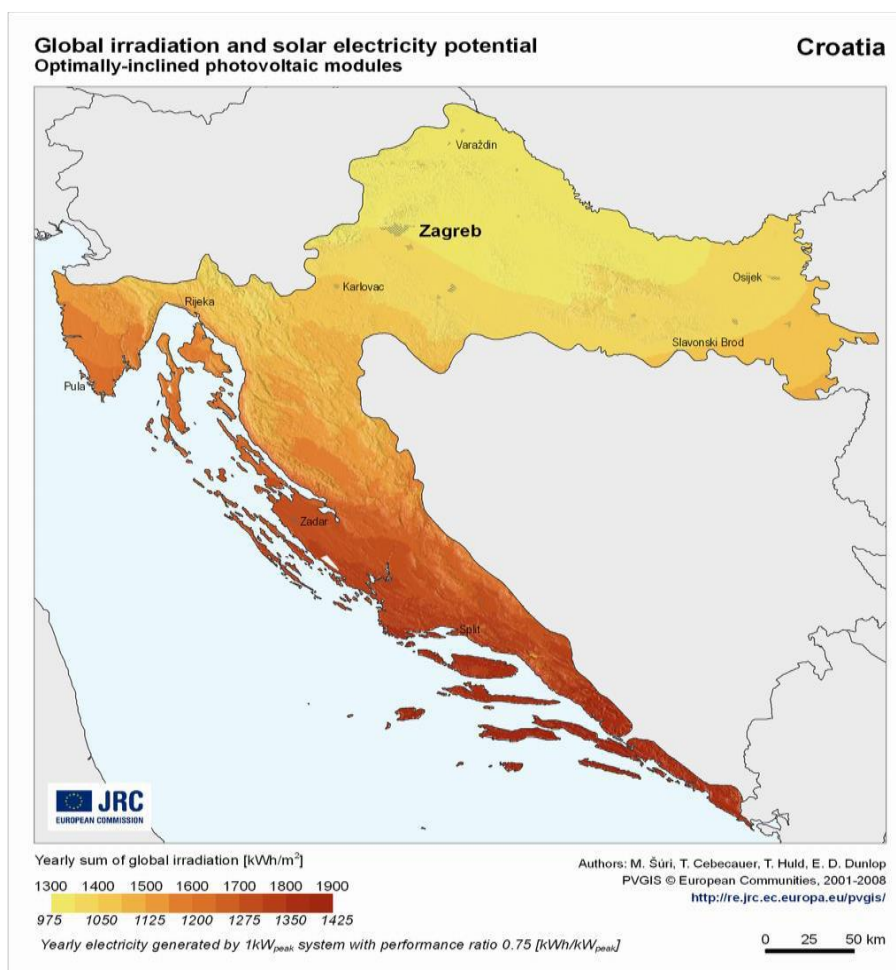 Global irradiation and solar electricity potential
Optimally-inclined photovoltaic modules
Croatia
Varaždin
Zagreb
Karlovac
Osijek
Rijeka
Slavonski Brod
Pula
Zadar
Split
JRC
EUROPEAN COMMISSION
Yearly sum of global irradiation [kWh/m²]
1300 1400 1500 1600 1700 1800 1900
975 1050 1125 1200 1275 1350 1425
Yearly electricity generated by 1kWpeak system with performance ratio 0.75 [kWh/kWpeak]
Authors: M. Šúri, T. Cebecauer, T. Huld, E. D. Dunlop
PVGIS © European Communities, 2001-2008
http://re.jrc.ec.europa.eu/pvgis/
0 25 50 km